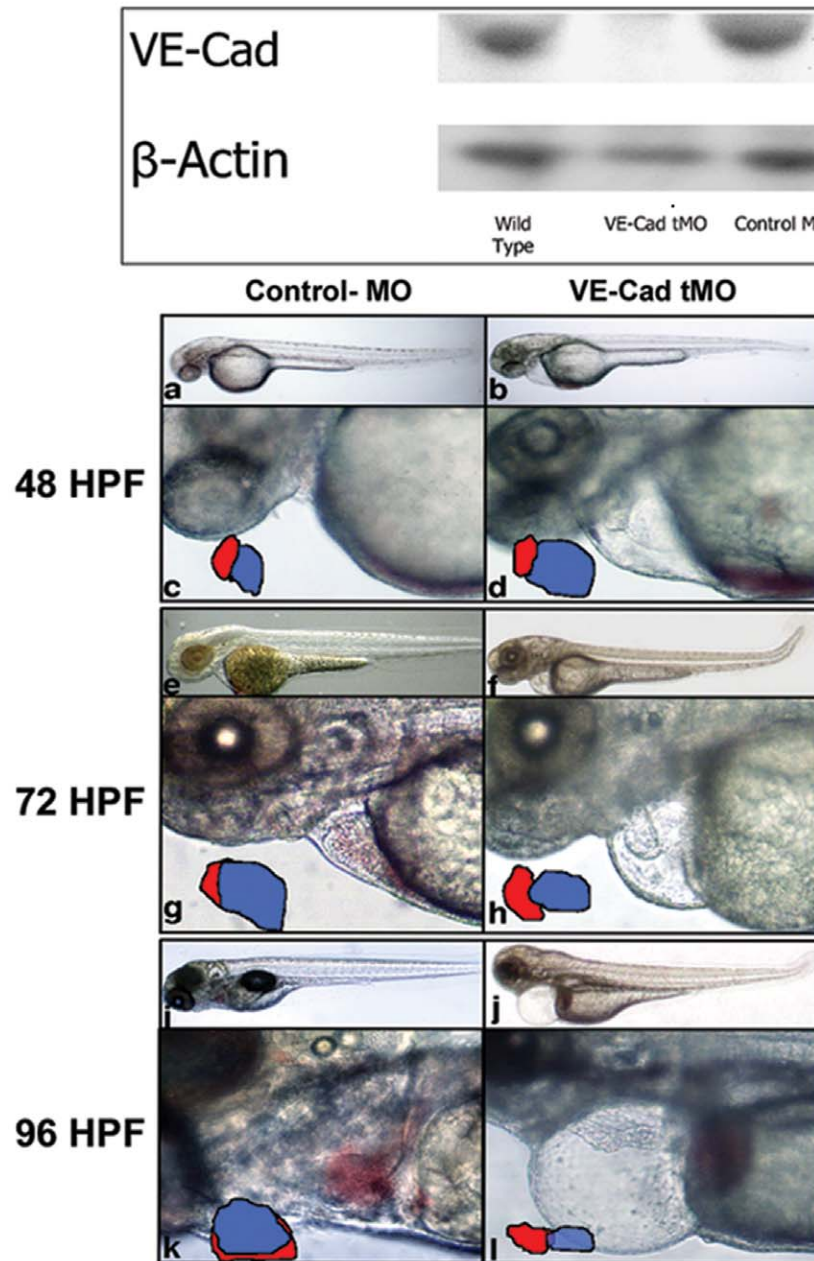 VE-Cad
β-Actin
Wild
Type
VE-Cad tMO
Control M
Control- MO
VE-Cad tMO
a
b
48 HPF
c
d
e
f
72 HPF
g
h
i
j
96 HPF
k
l